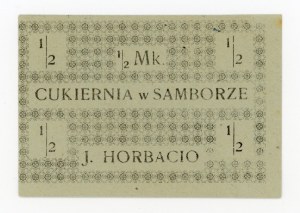 1/2 1/2 Mk. 1/2
CUKIERNIA w SAMBORZE
1/2 1/2
J. HORBACIO